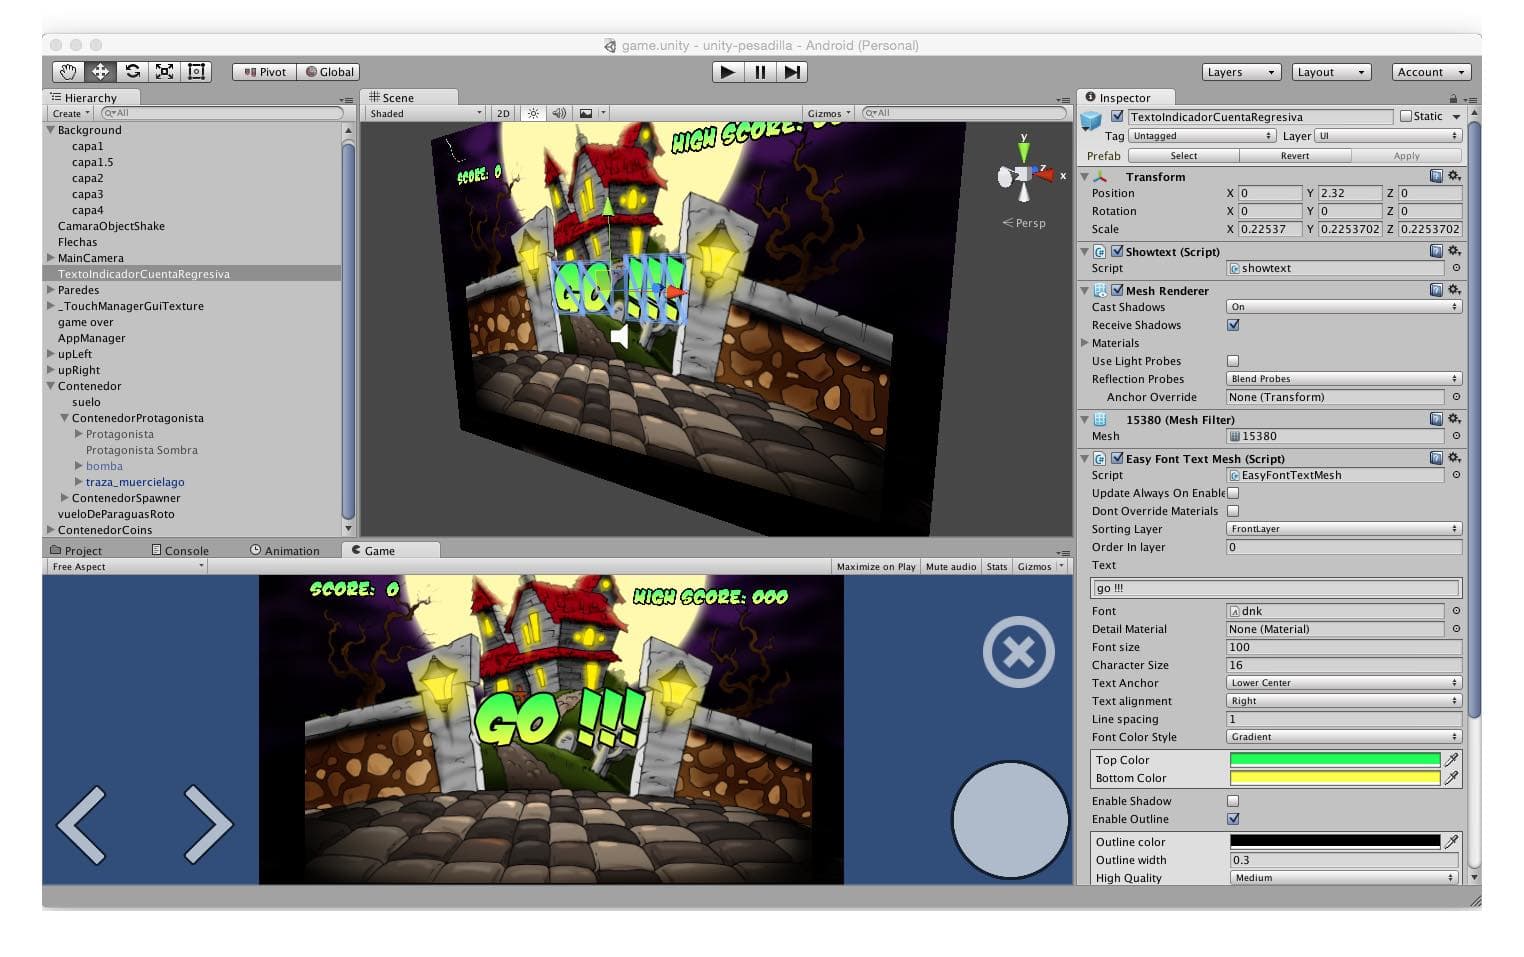 game.unity - unity-pesadilla - Android (Personal)
Pivot Global
Layers Layout Account
Hierarchy
Create All
Background
capa1
capa1.5
capa2
capa3
capa4
CamaraObjectShake
Flechas
MainCamera
TextoIndicadorCuentaRegresiva
Paredes
_TouchManagerGuiTexture
game over
AppManager
upLeft
upRight
Contenedor
suelo
ContenedorProtagonista
Protagonista
Protagonista Sombra
bomba
traza_muercielago
ContenedorSpawner
vueloDeParaguasRoto
ContenedorCoins
Scene
Shaded 2D Gizmos All
HIGH SCORE:
SCORE: 0
GO !!!
y
z
x
Persp
Project Console Animation Game
Free Aspect Maximize on Play Mute audio Stats Gizmos
SCORE: 0
HIGH SCORE: 000
GO !!!
Inspector
TextoIndicadorCuentaRegresiva Static
Tag Untagged Layer UI
Prefab Select Revert Apply
Transform
Position X 0 Y 2.32 Z 0
Rotation X 0 Y 0 Z 0
Scale X 0.22537 Y 0.2253702 Z 0.2253702
Showtext (Script)
Script showtext
Mesh Renderer
Cast Shadows On
Receive Shadows
Materials
Use Light Probes
Reflection Probes Blend Probes
Anchor Override None (Transform)
15380 (Mesh Filter)
Mesh 15380
Easy Font Text Mesh (Script)
Script EasyFontTextMesh
Update Always On Enable
Dont Override Materials
Sorting Layer FrontLayer
Order In layer 0
Text
go !!!
Font dnk
Detail Material None (Material)
Font size 100
Character Size 16
Text Anchor Lower Center
Text alignment Right
Line spacing 1
Font Color Style Gradient
Top Color
Bottom Color
Enable Shadow
Enable Outline
Outline color
Outline width 0.3
High Quality Medium